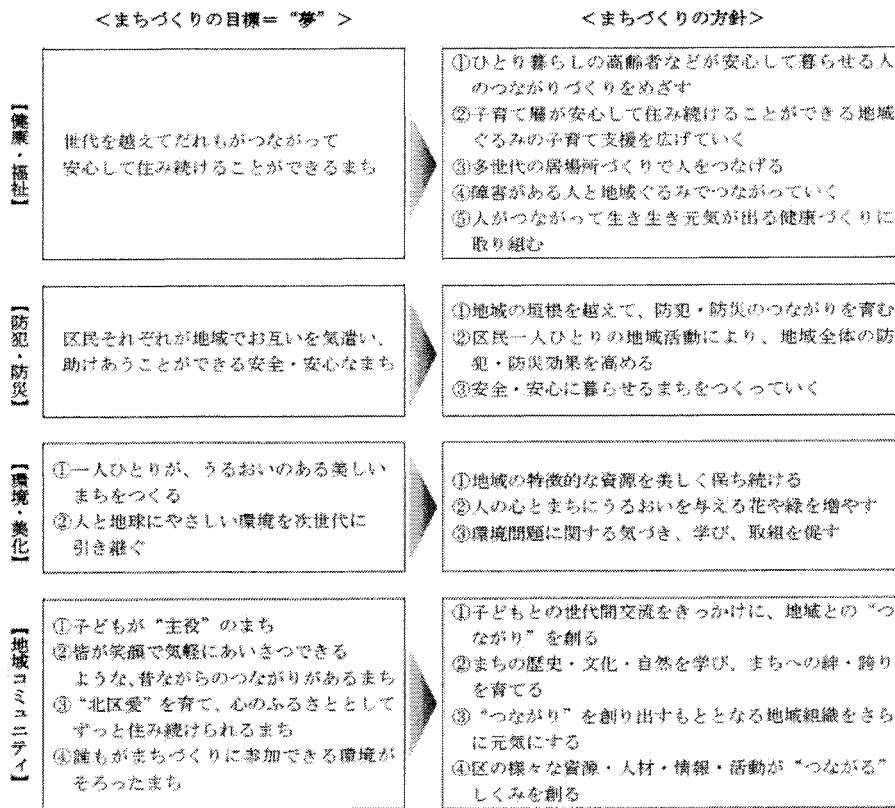 ＜まちづくりの目標＝“夢”＞
＜まちづくりの方針＞
【健康・福祉】
世代を越えてだれもがつながって
安心して住み続けることができるまち
①ひとり暮らしの高齢者などが安心して暮らせる人
のつながりづくりをめざす
②子育て層が安心して住み続けることができる地域
ぐるみの子育て支援を広げていく
③多世代の居場所づくりで人をつなげる
④障害がある人と地域ぐるみでつながっていく
⑤人がつながって生き生き元気が出る健康づくりに
取り組む
【防犯・防災】
区民それぞれが地域でお互いを気遣い、
助けあうことができる安全・安心なまち
①地域の垣根を越えて、防犯・防災のつながりを育む
②区民一人ひとりの地域活動により、地域全体の防
犯・防災効果を高める
③安全・安心に暮らせるまちをつくっていく
【環境・美化】
①一人ひとりが、うるおいのある美しい
まちをつくる
②人と地球にやさしい環境を次世代に
引き継ぐ
①地域の特徴的な資源を美しく保ち続ける
②人の心とまちにうるおいを与える花や緑を増やす
③環境問題に関する気づき、学び、取組を促す
【地域コミュニティ】
①子どもが“主役”のまち
②皆が笑顔で気軽にあいさつできる
ような、昔ながらのつながりがあるまち
③“北区愛”を育て、心のふるさととして
ずっと住み続けられるまち
④誰もがまちづくりに参加できる環境が
そろったまち
①子どもとの世代間交流をきっかけに、地域との“つ
ながり”を創る
②まちの歴史・文化・自然を学び、まちへの絆・誇り
を育てる
③“つながり”を創り出すもととなる地域組織をさら
に元気にする
④区の様々な資源・人材・情報・活動が“つながる”
しくみを創る